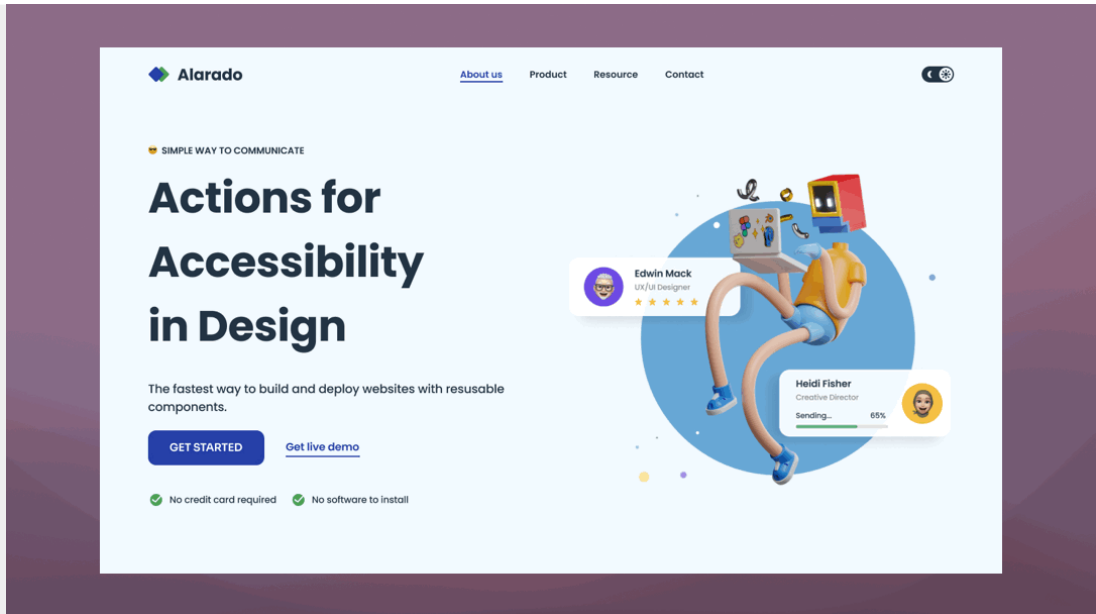 Alarado
About us
Product
Resource
Contact
SIMPLE WAY TO COMMUNICATE
Actions for
Accessibility
in Design
The fastest way to build and deploy websites with resusable
components.
GET STARTED
Get live demo
No credit card required
No software to install
Edwin Mack
UX/UI Designer
Heidi Fisher
Creative Director
Sending...
65%